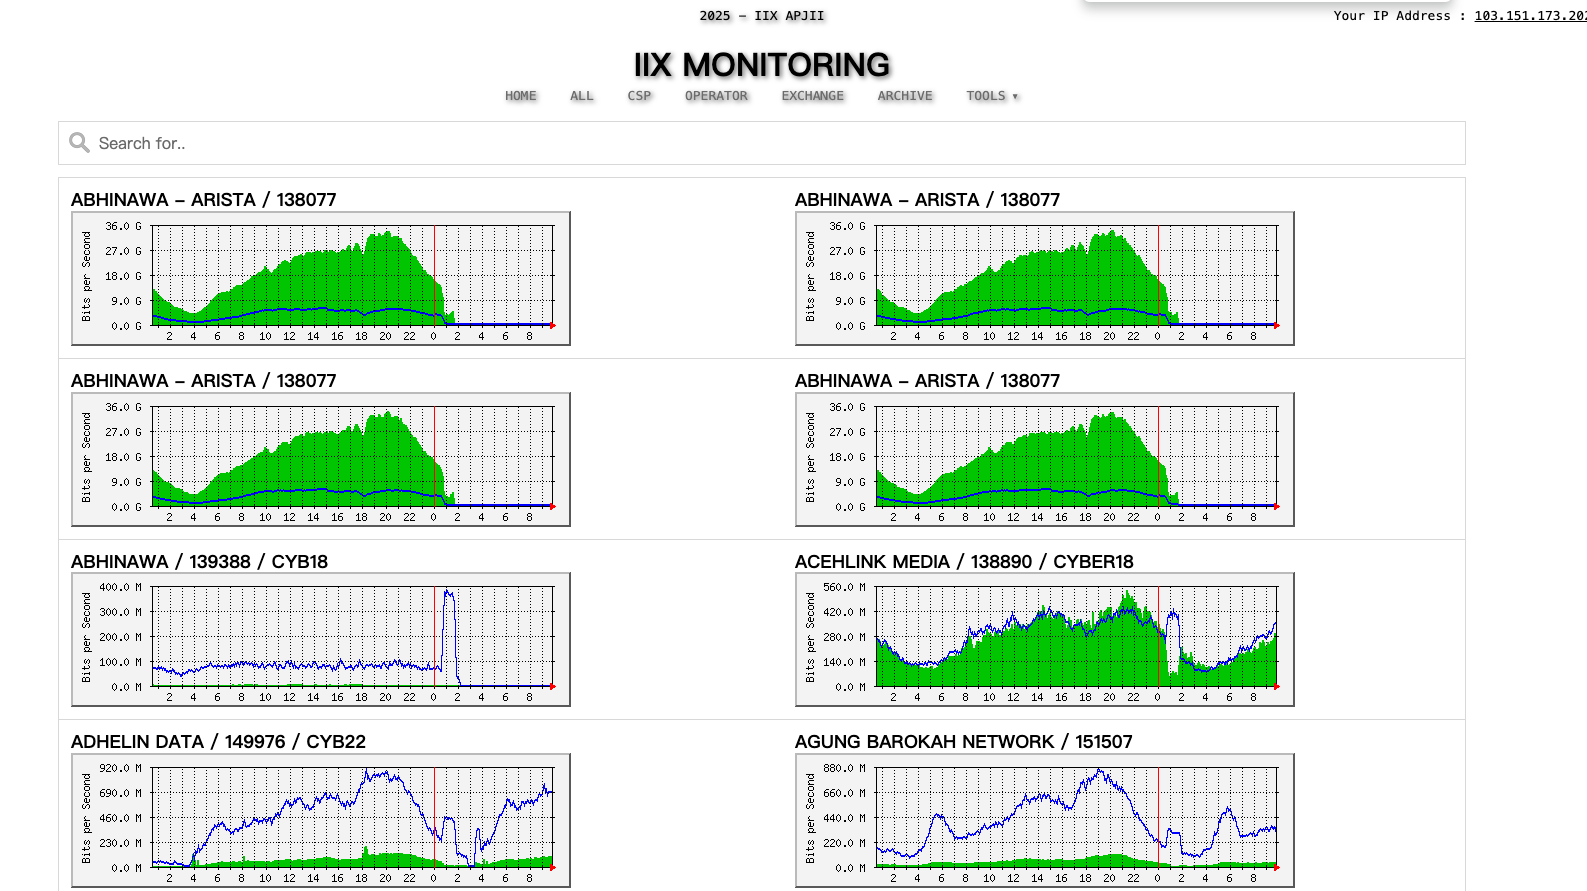 2025 – IIX APJII
Your IP Address : 103.151.173.20
IIX MONITORING
HOME ALL CSP OPERATOR EXCHANGE ARCHIVE TOOLS ▾
Search for..
ABHINAWA – ARISTA / 138077
36.0 G
27.0 G
18.0 G
9.0 G
0.0 G
Bits per Second
2 4 6 8 10 12 14 16 18 20 22 0 2 4 6 8
ABHINAWA – ARISTA / 138077
36.0 G
27.0 G
18.0 G
9.0 G
0.0 G
Bits per Second
2 4 6 8 10 12 14 16 18 20 22 0 2 4 6 8
ABHINAWA – ARISTA / 138077
36.0 G
27.0 G
18.0 G
9.0 G
0.0 G
Bits per Second
2 4 6 8 10 12 14 16 18 20 22 0 2 4 6 8
ABHINAWA – ARISTA / 138077
36.0 G
27.0 G
18.0 G
9.0 G
0.0 G
Bits per Second
2 4 6 8 10 12 14 16 18 20 22 0 2 4 6 8
ABHINAWA / 139388 / CYB18
400.0 M
300.0 M
200.0 M
100.0 M
0.0 M
Bits per Second
2 4 6 8 10 12 14 16 18 20 22 0 2 4 6 8
ACEHLINK MEDIA / 138890 / CYBER18
560.0 M
420.0 M
280.0 M
140.0 M
0.0 M
Bits per Second
2 4 6 8 10 12 14 16 18 20 22 0 2 4 6 8
ADHELIN DATA / 149976 / CYB22
920.0 M
690.0 M
460.0 M
230.0 M
0.0 M
Bits per Second
2 4 6 8 10 12 14 16 18 20 22 0 2 4 6 8
AGUNG BAROKAH NETWORK / 151507
880.0 M
660.0 M
440.0 M
220.0 M
0.0 M
Bits per Second
2 4 6 8 10 12 14 16 18 20 22 0 2 4 6 8